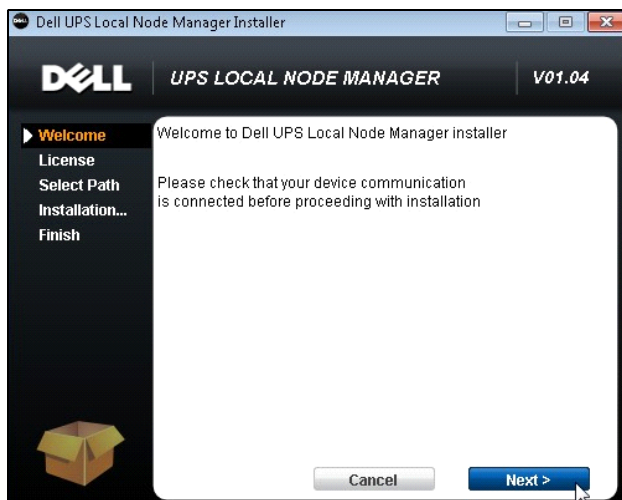 Dell UPS Local Node Manager Installer
DELL
UPS LOCAL NODE MANAGER
V01.04
Welcome
License
Select Path
Installation...
Finish
Welcome to Dell UPS Local Node Manager installer
Please check that your device communication
is connected before proceeding with installation
Cancel
Next >